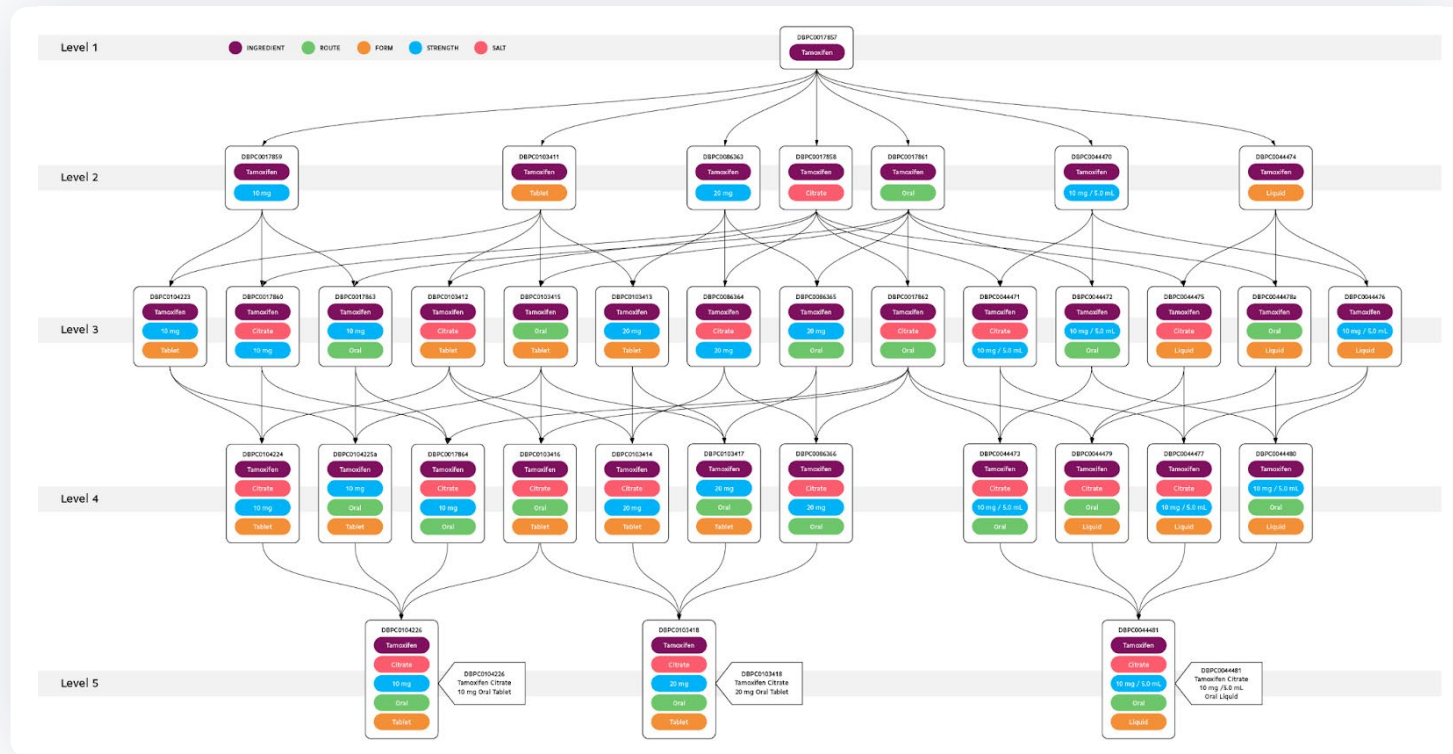 Level 1
INGREDIENT
ROUTE
FORM
STRENGTH
SALT
DBPC0017857
Tamoxifen
Level 2
DBPC0017859
Tamoxifen
10 mg
DBPC0103411
Tamoxifen
Tablet
DBPC0086363
Tamoxifen
20 mg
DBPC0017858
Tamoxifen
Citrate
DBPC0017861
Tamoxifen
Oral
DBPC0044470
Tamoxifen
10 mg / 5.0 mL
DBPC0044474
Tamoxifen
Liquid
Level 3
DBPC0104223
Tamoxifen
10 mg
Tablet
DBPC0017860
Tamoxifen
Citrate
10 mg
DBPC0017863
Tamoxifen
10 mg
Oral
DBPC0103412
Tamoxifen
Citrate
Tablet
DBPC0103415
Tamoxifen
Oral
Tablet
DBPC0103413
Tamoxifen
20 mg
Tablet
DBPC0086364
Tamoxifen
Citrate
20 mg
DBPC0086365
Tamoxifen
20 mg
Oral
DBPC0017862
Tamoxifen
Citrate
Oral
DBPC0044471
Tamoxifen
Citrate
10 mg / 5.0 mL
DBPC0044472
Tamoxifen
10 mg / 5.0 mL
Oral
DBPC0044475
Tamoxifen
Citrate
Liquid
DBPC0044478a
Tamoxifen
Oral
Liquid
DBPC0044476
Tamoxifen
10 mg / 5.0 mL
Liquid
Level 4
DBPC0104224
Tamoxifen
Citrate
10 mg
Tablet
DBPC0104225a
Tamoxifen
10 mg
Oral
Tablet
DBPC0017864
Tamoxifen
Citrate
10 mg
Oral
DBPC0103416
Tamoxifen
Citrate
Oral
Tablet
DBPC0103414
Tamoxifen
Citrate
20 mg
Tablet
DBPC0103417
Tamoxifen
20 mg
Oral
Tablet
DBPC0086366
Tamoxifen
Citrate
20 mg
Oral
DBPC0044473
Tamoxifen
Citrate
10 mg / 5.0 mL
Oral
DBPC0044479
Tamoxifen
Citrate
Oral
Liquid
DBPC0044477
Tamoxifen
Citrate
10 mg / 5.0 mL
Liquid
DBPC0044480
Tamoxifen
10 mg / 5.0 mL
Oral
Liquid
Level 5
DBPC0104226
Tamoxifen
Citrate
10 mg
Oral
Tablet
DBPC0104226
Tamoxifen Citrate
10 mg Oral Tablet
DBPC0103418
Tamoxifen
Citrate
20 mg
Oral
Tablet
DBPC0103418
Tamoxifen Citrate
20 mg Oral Tablet
DBPC0044481
Tamoxifen
Citrate
10 mg / 5.0 mL
Oral
Liquid
DBPC0044481
Tamoxifen Citrate
10 mg /5.0 mL
Oral Liquid